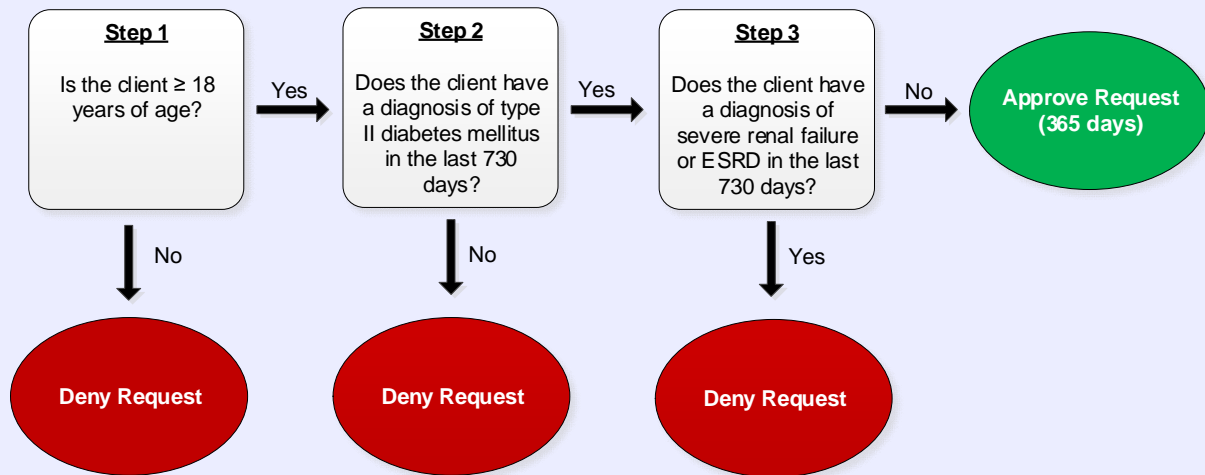 Step 1
Is the client ≥ 18
years of age?
Yes
Step 2
Does the client have
a diagnosis of type
II diabetes mellitus
in the last 730
days?
Yes
Step 3
Does the client have
a diagnosis of
severe renal failure
or ESRD in the last
730 days?
No
Approve Request
(365 days)
No
No
Yes
Deny Request
Deny Request
Deny Request